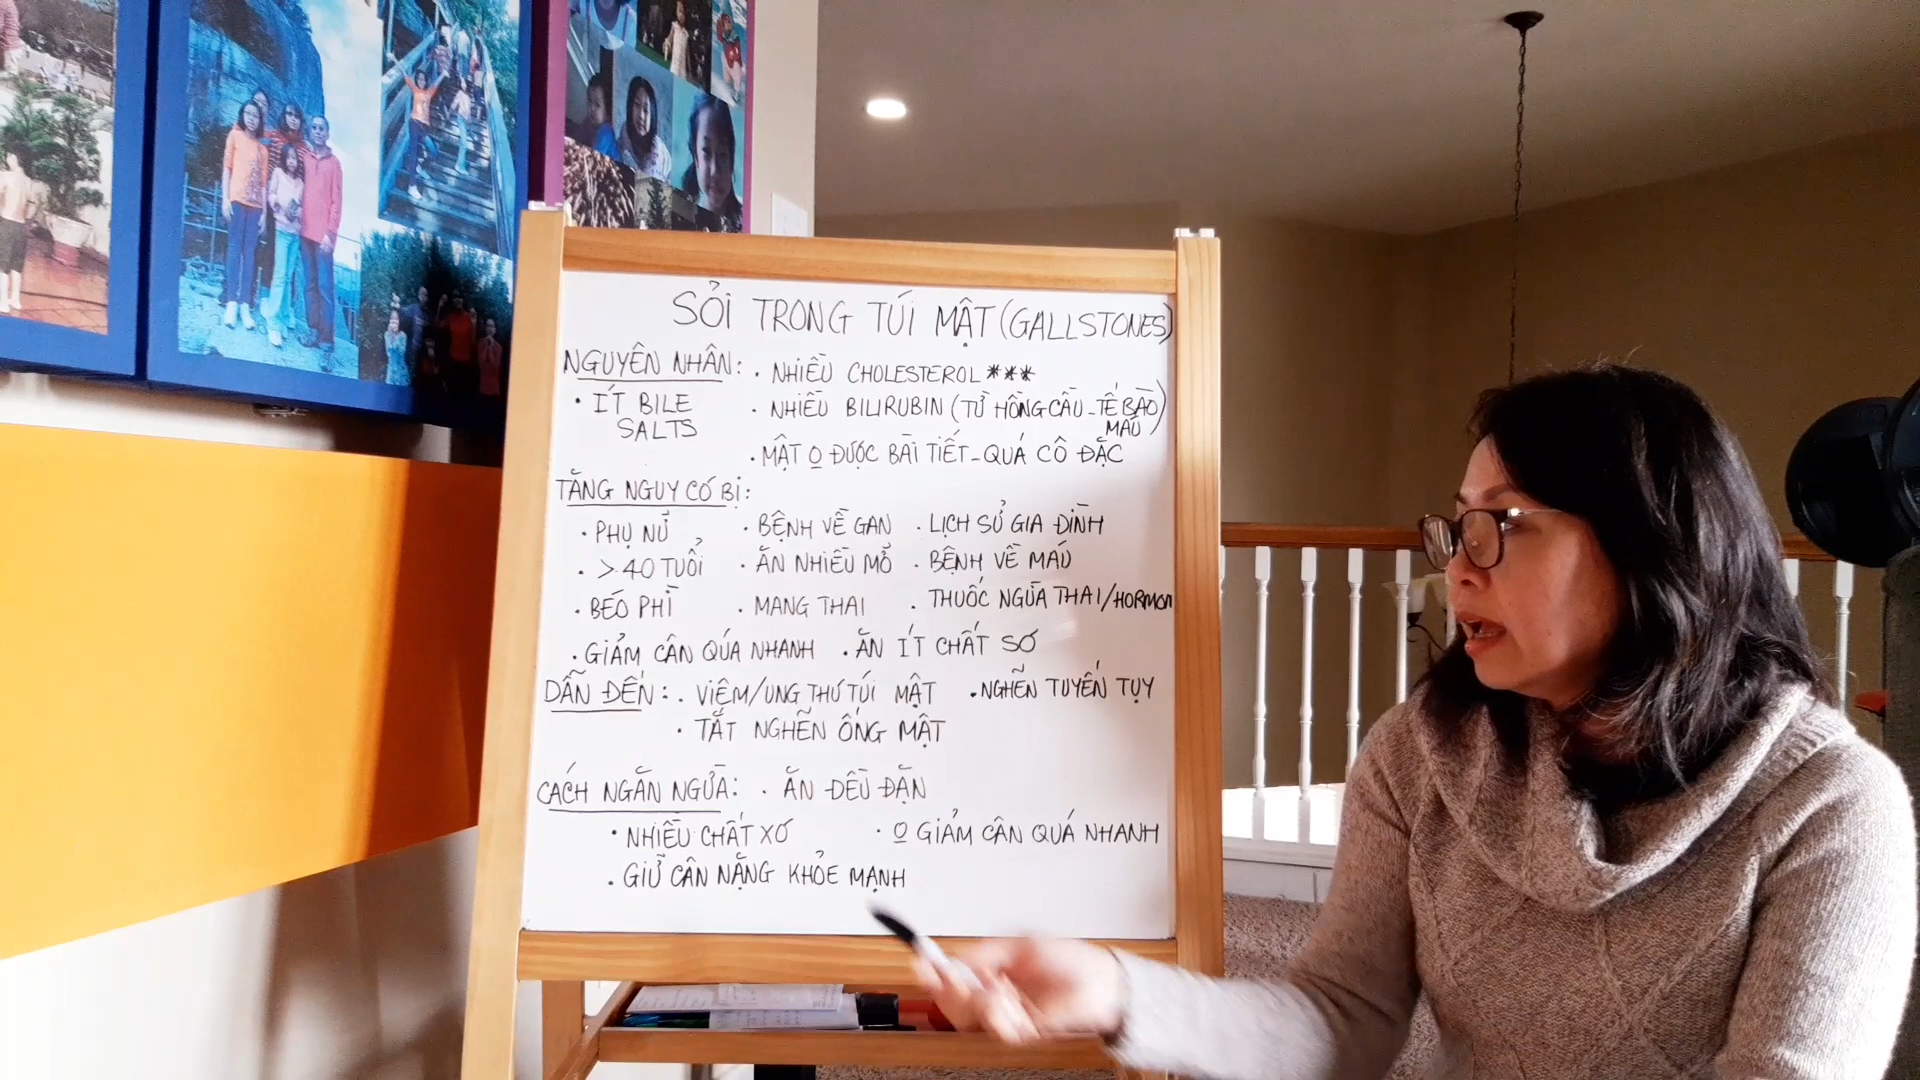 SỎI TRONG TÚI MẬT (GALLSTONES)
NGUYÊN NHÂN: • NHIỀU CHOLESTEROL ***
• ÍT BILE SALTS
• NHIỀU BILIRUBIN (TỪ HỒNG CẦU - TẾ BÀO MÁU)
• MẬT O ĐƯỢC BÀI TIẾT - QUÁ CÔ ĐẶC
TĂNG NGUY CƠ BỊ:
• PHỤ NỮ • BỆNH VỀ GAN • LỊCH SỬ GIA ĐÌNH
• > 40 TUỔI • ĂN NHIỀU MỠ • BỆNH VỀ MÁU
• BÉO PHÌ • MANG THAI • THUỐC NGỪA THAI/HORMON
• GIẢM CÂN QÚA NHANH • ĂN ÍT CHẤT SƠ
DẪN ĐẾN: • VIÊM/UNG THƯ TÚI MẬT • NGHẼN TUYẾN TỤY
• TẮT NGHẼN ỐNG MẬT
CÁCH NGĂN NGỪA: • ĂN ĐỀU ĐẶN
• NHIỀU CHẤT XƠ • O GIẢM CÂN QUÁ NHANH
• GIỮ CÂN NẶNG KHỎE MẠNH